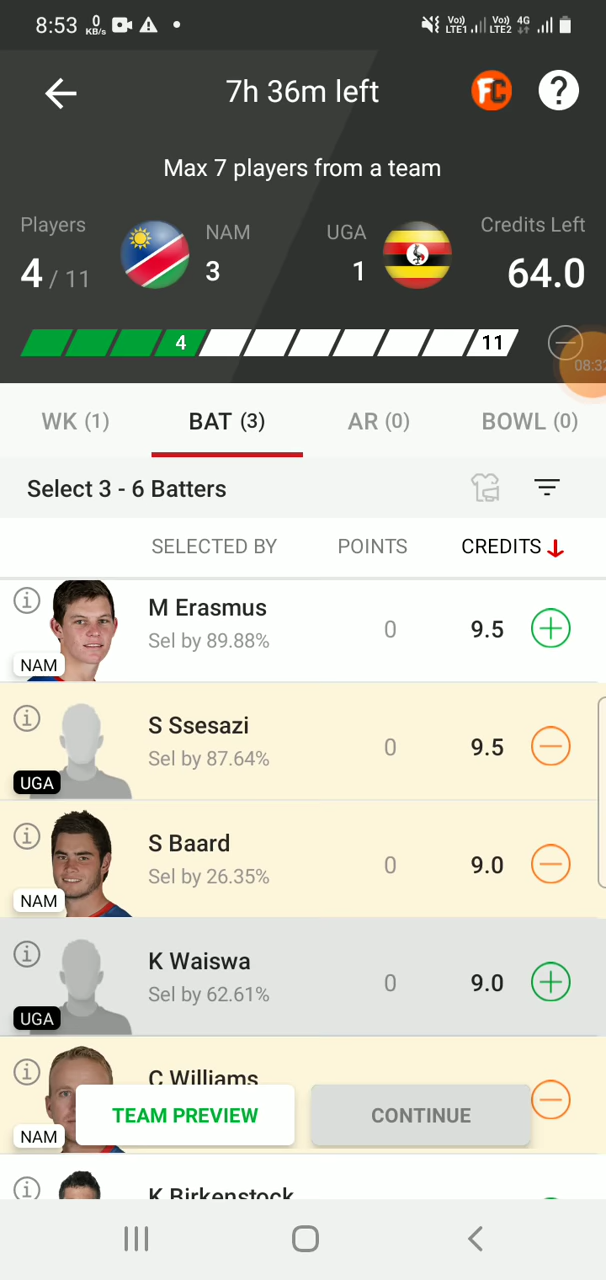 8:53 0 KB/s Vo)) LTE1 Vo)) LTE2 4G
7h 36m left FC ?
Max 7 players from a team
Players NAM UGA Credits Left
4 / 11 3 1 64.0
4 11
08:32
WK (1) BAT (3) AR (0) BOWL (0)
Select 3 - 6 Batters
SELECTED BY POINTS CREDITS
M Erasmus
Sel by 89.88% 0 9.5
NAM
S Ssesazi
Sel by 87.64% 0 9.5
UGA
S Baard
Sel by 26.35% 0 9.0
NAM
K Waiswa
Sel by 62.61% 0 9.0
UGA
C Williams
TEAM PREVIEW CONTINUE
NAM
K Birkenstock